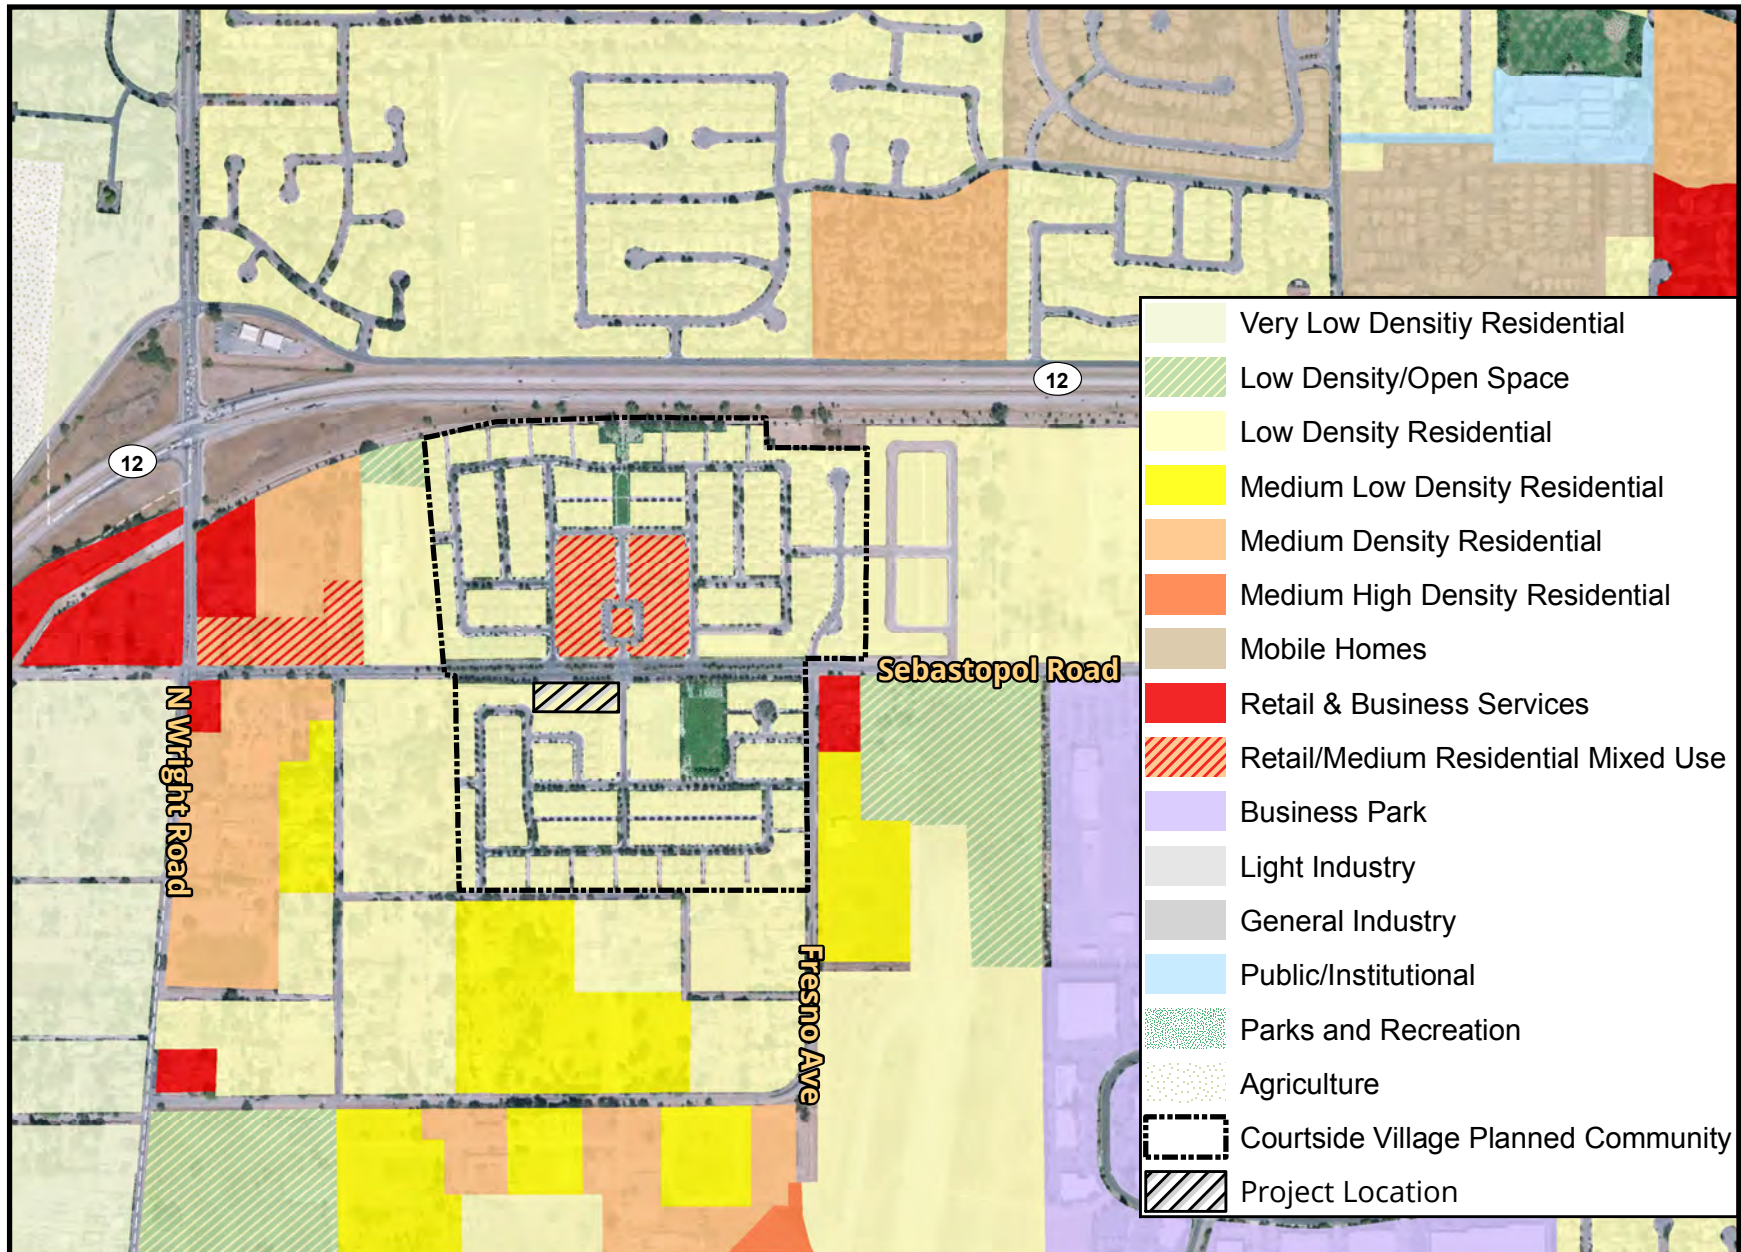 12
12
Sebastopol Road
N Wright Road
Fresno Ave
Very Low Densitiy Residential
Low Density/Open Space
Low Density Residential
Medium Low Density Residential
Medium Density Residential
Medium High Density Residential
Mobile Homes
Retail & Business Services
Retail/Medium Residential Mixed Use
Business Park
Light Industry
General Industry
Public/Institutional
Parks and Recreation
Agriculture
Courtside Village Planned Community
Project Location